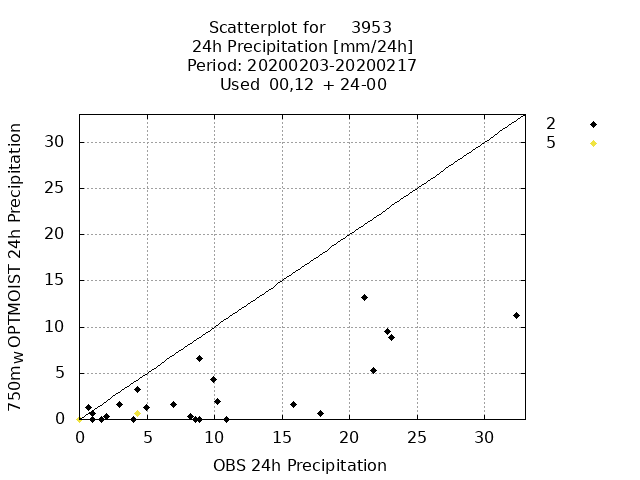 Scatterplot for 3953
24h Precipitation [mm/24h]
Period: 20200203-20200217
Used 00,12 + 24-00
2
5
750mw OPTMOIST 24h Precipitation
30
25
20
15
10
5
0
0 5 10 15 20 25 30
OBS 24h Precipitation